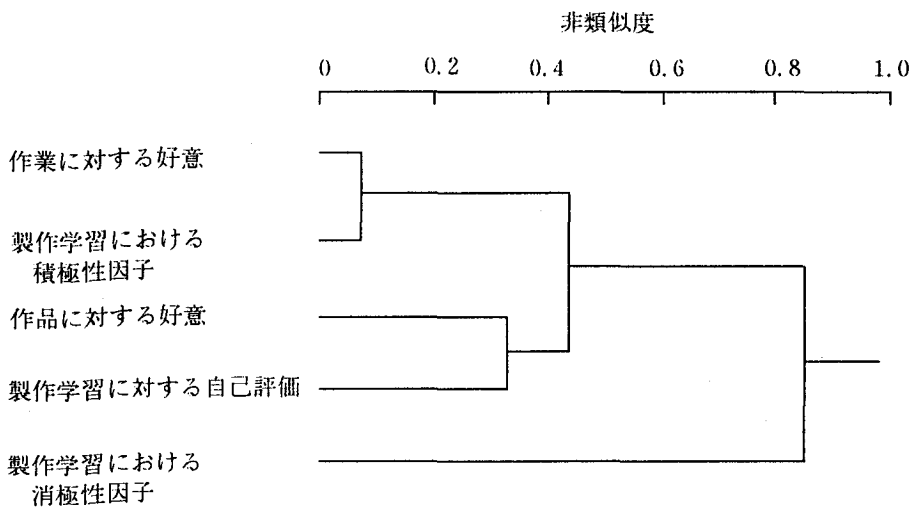 非類似度
0 0.2 0.4 0.6 0.8 1.0
作業に対する好意
製作学習における
積極性因子
作品に対する好意
製作学習に対する自己評価
製作学習における
消極性因子